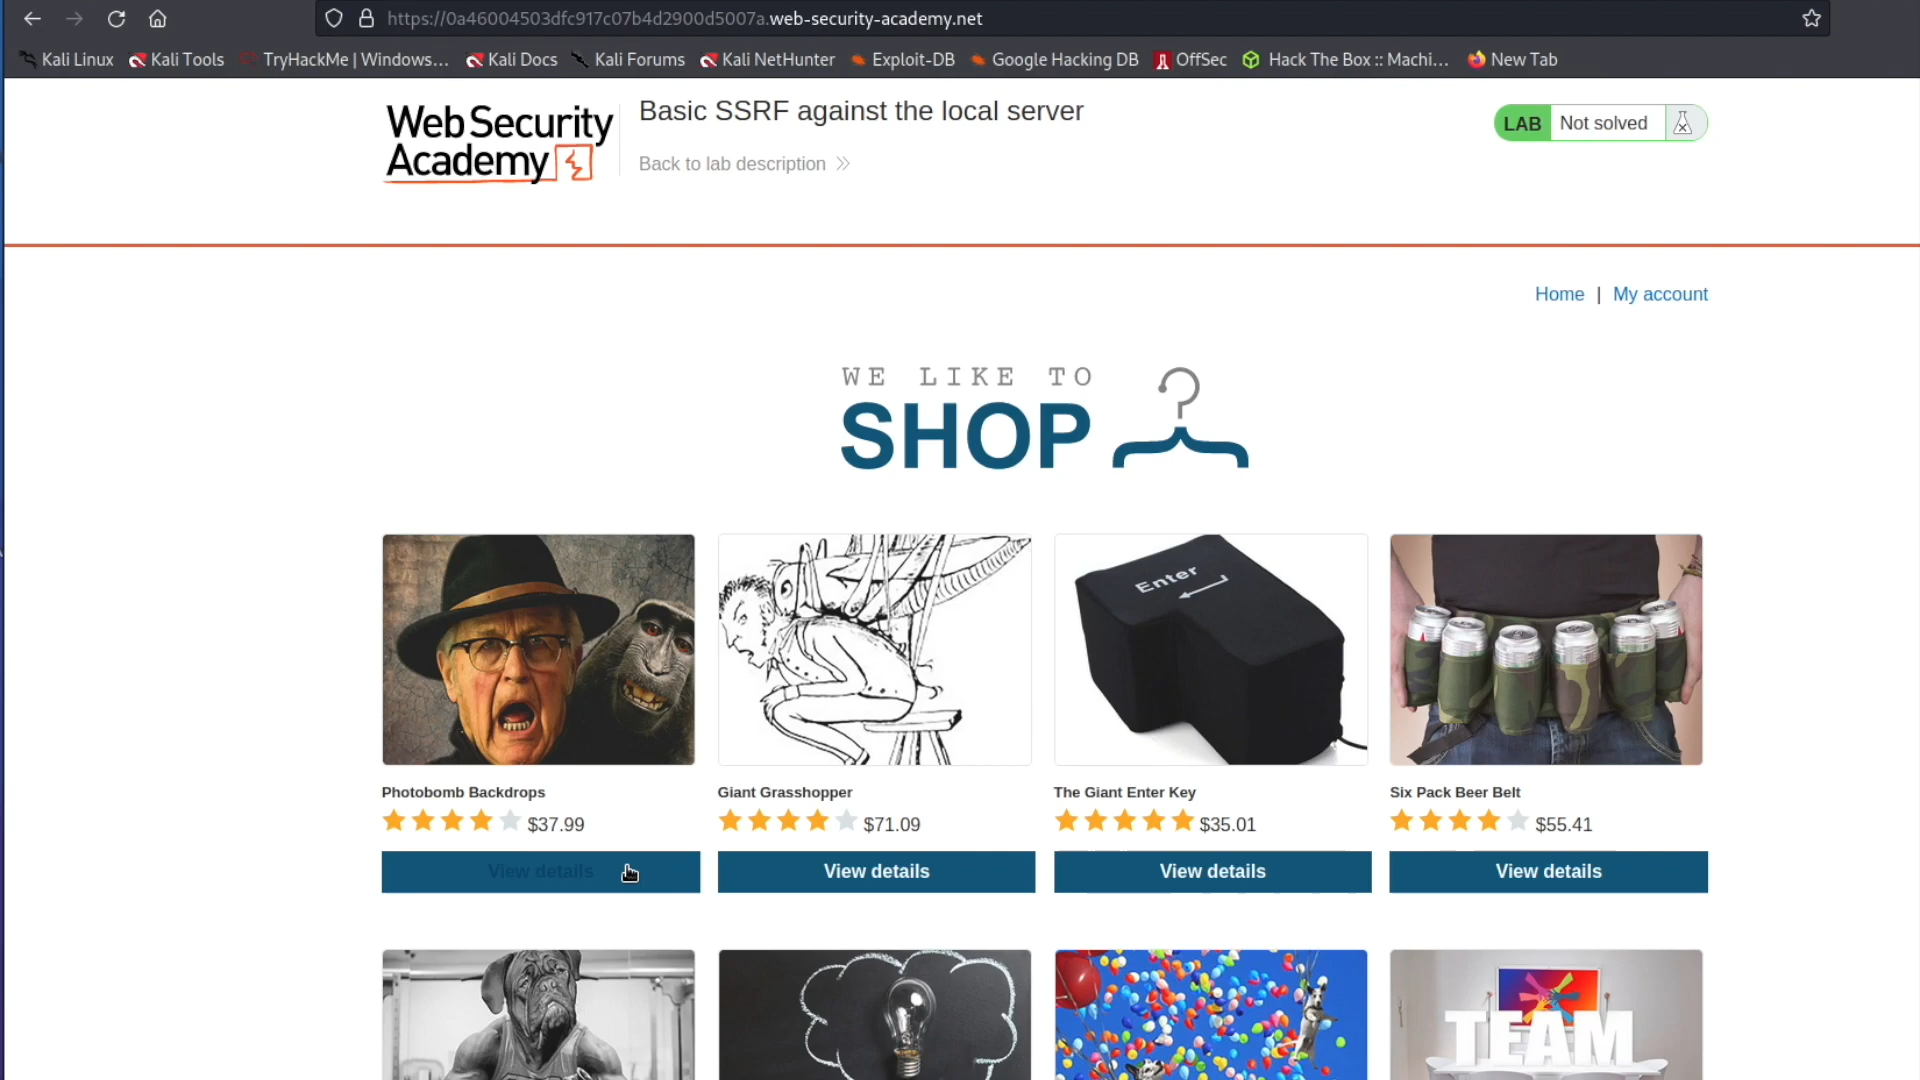 https://0a46004503dfc917c07b4d2900d5007a.web-security-academy.net
Kali Linux Kali Tools TryHackMe | Windows... Kali Docs Kali Forums Kali NetHunter Exploit-DB Google Hacking DB OffSec Hack The Box :: Machi... New Tab
Web Security
Academy
Basic SSRF against the local server
Back to lab description
LAB Not solved
Home | My account
WE LIKE TO
SHOP
Enter
Photobomb Backdrops
$37.99
View details
Giant Grasshopper
$71.09
View details
The Giant Enter Key
$35.01
View details
Six Pack Beer Belt
$55.41
View details
TEAM